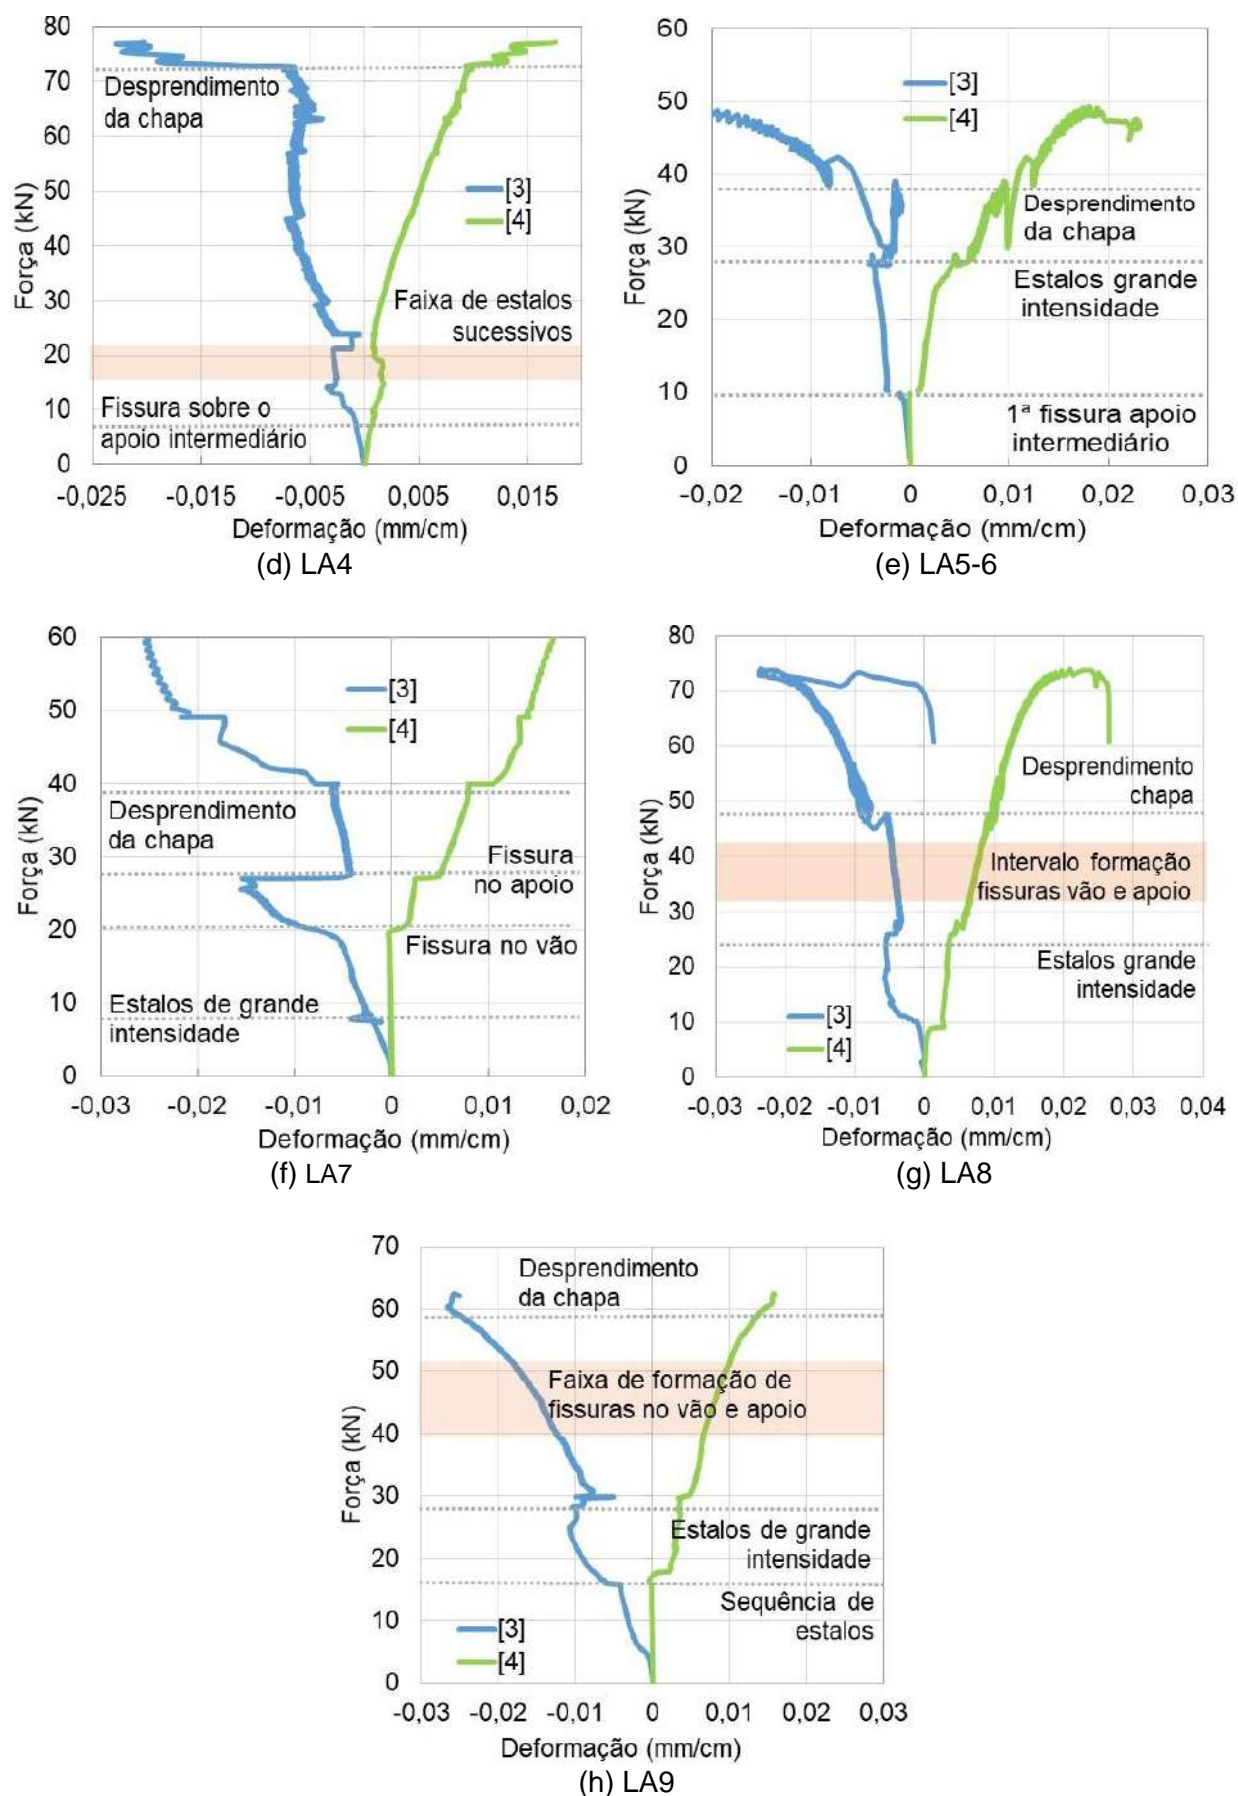 80
70
60
50
40
30
20
10
0
Força (kN)
Desprendimento
da chapa
[3]
[4]
Faixa de estalos
sucessivos
Fissura sobre o
apoio intermediário
-0,025 -0,015 -0,005 0,005 0,015
Deformação (mm/cm)
(d) LA4
60
50
40
30
20
10
0
Força (kN)
[3]
[4]
Desprendimento
da chapa
Estalos grande
intensidade
1ª fissura apoio
intermediário
-0,02 -0,01 0 0,01 0,02 0,03
Deformação (mm/cm)
(e) LA5-6
60
50
40
30
20
10
0
Força (kN)
[3]
[4]
Desprendimento
da chapa
Fissura
no apoio
Fissura no vão
Estalos de grande
intensidade
-0,03 -0,02 -0,01 0 0,01 0,02
Deformação (mm/cm)
(f) LA7
80
70
60
50
40
30
20
10
0
Força (kN)
Desprendimento
chapa
Intervalo formação
fissuras vão e apoio
Estalos grande
intensidade
[3]
[4]
-0,03 -0,02 -0,01 0 0,01 0,02 0,03 0,04
Deformação (mm/cm)
(g) LA8
70
60
50
40
30
20
10
0
Força (kN)
Desprendimento
da chapa
Faixa de formação de
fissuras no vão e apoio
Estalos de grande
intensidade
Sequência de
estalos
[3]
[4]
-0,03 -0,02 -0,01 0 0,01 0,02 0,03
Deformação (mm/cm)
(h) LA9